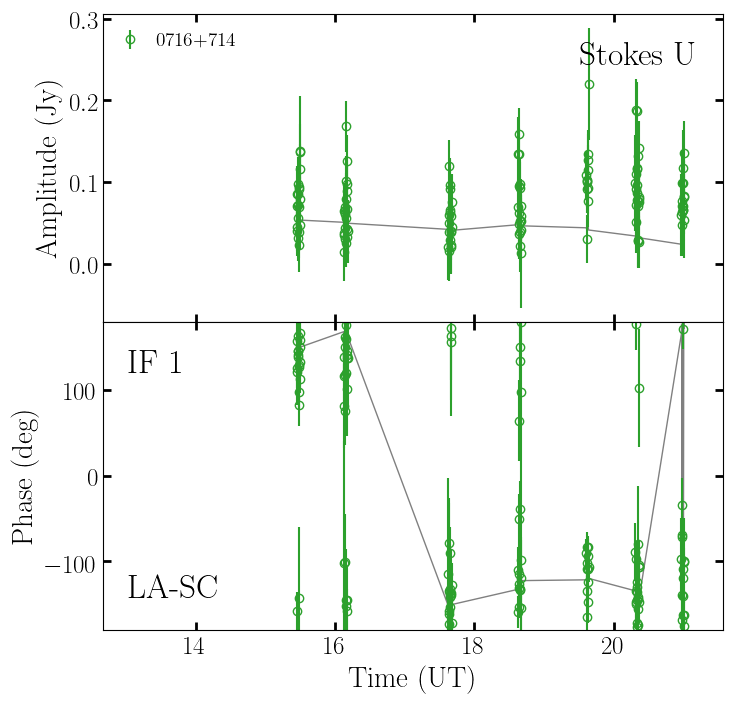 0.3
0716+714
Stokes U
0.2
0.1
0.0
Amplitude (Jy)
IF 1
100
0
−100
Phase (deg)
LA-SC
14 16 18 20
Time (UT)